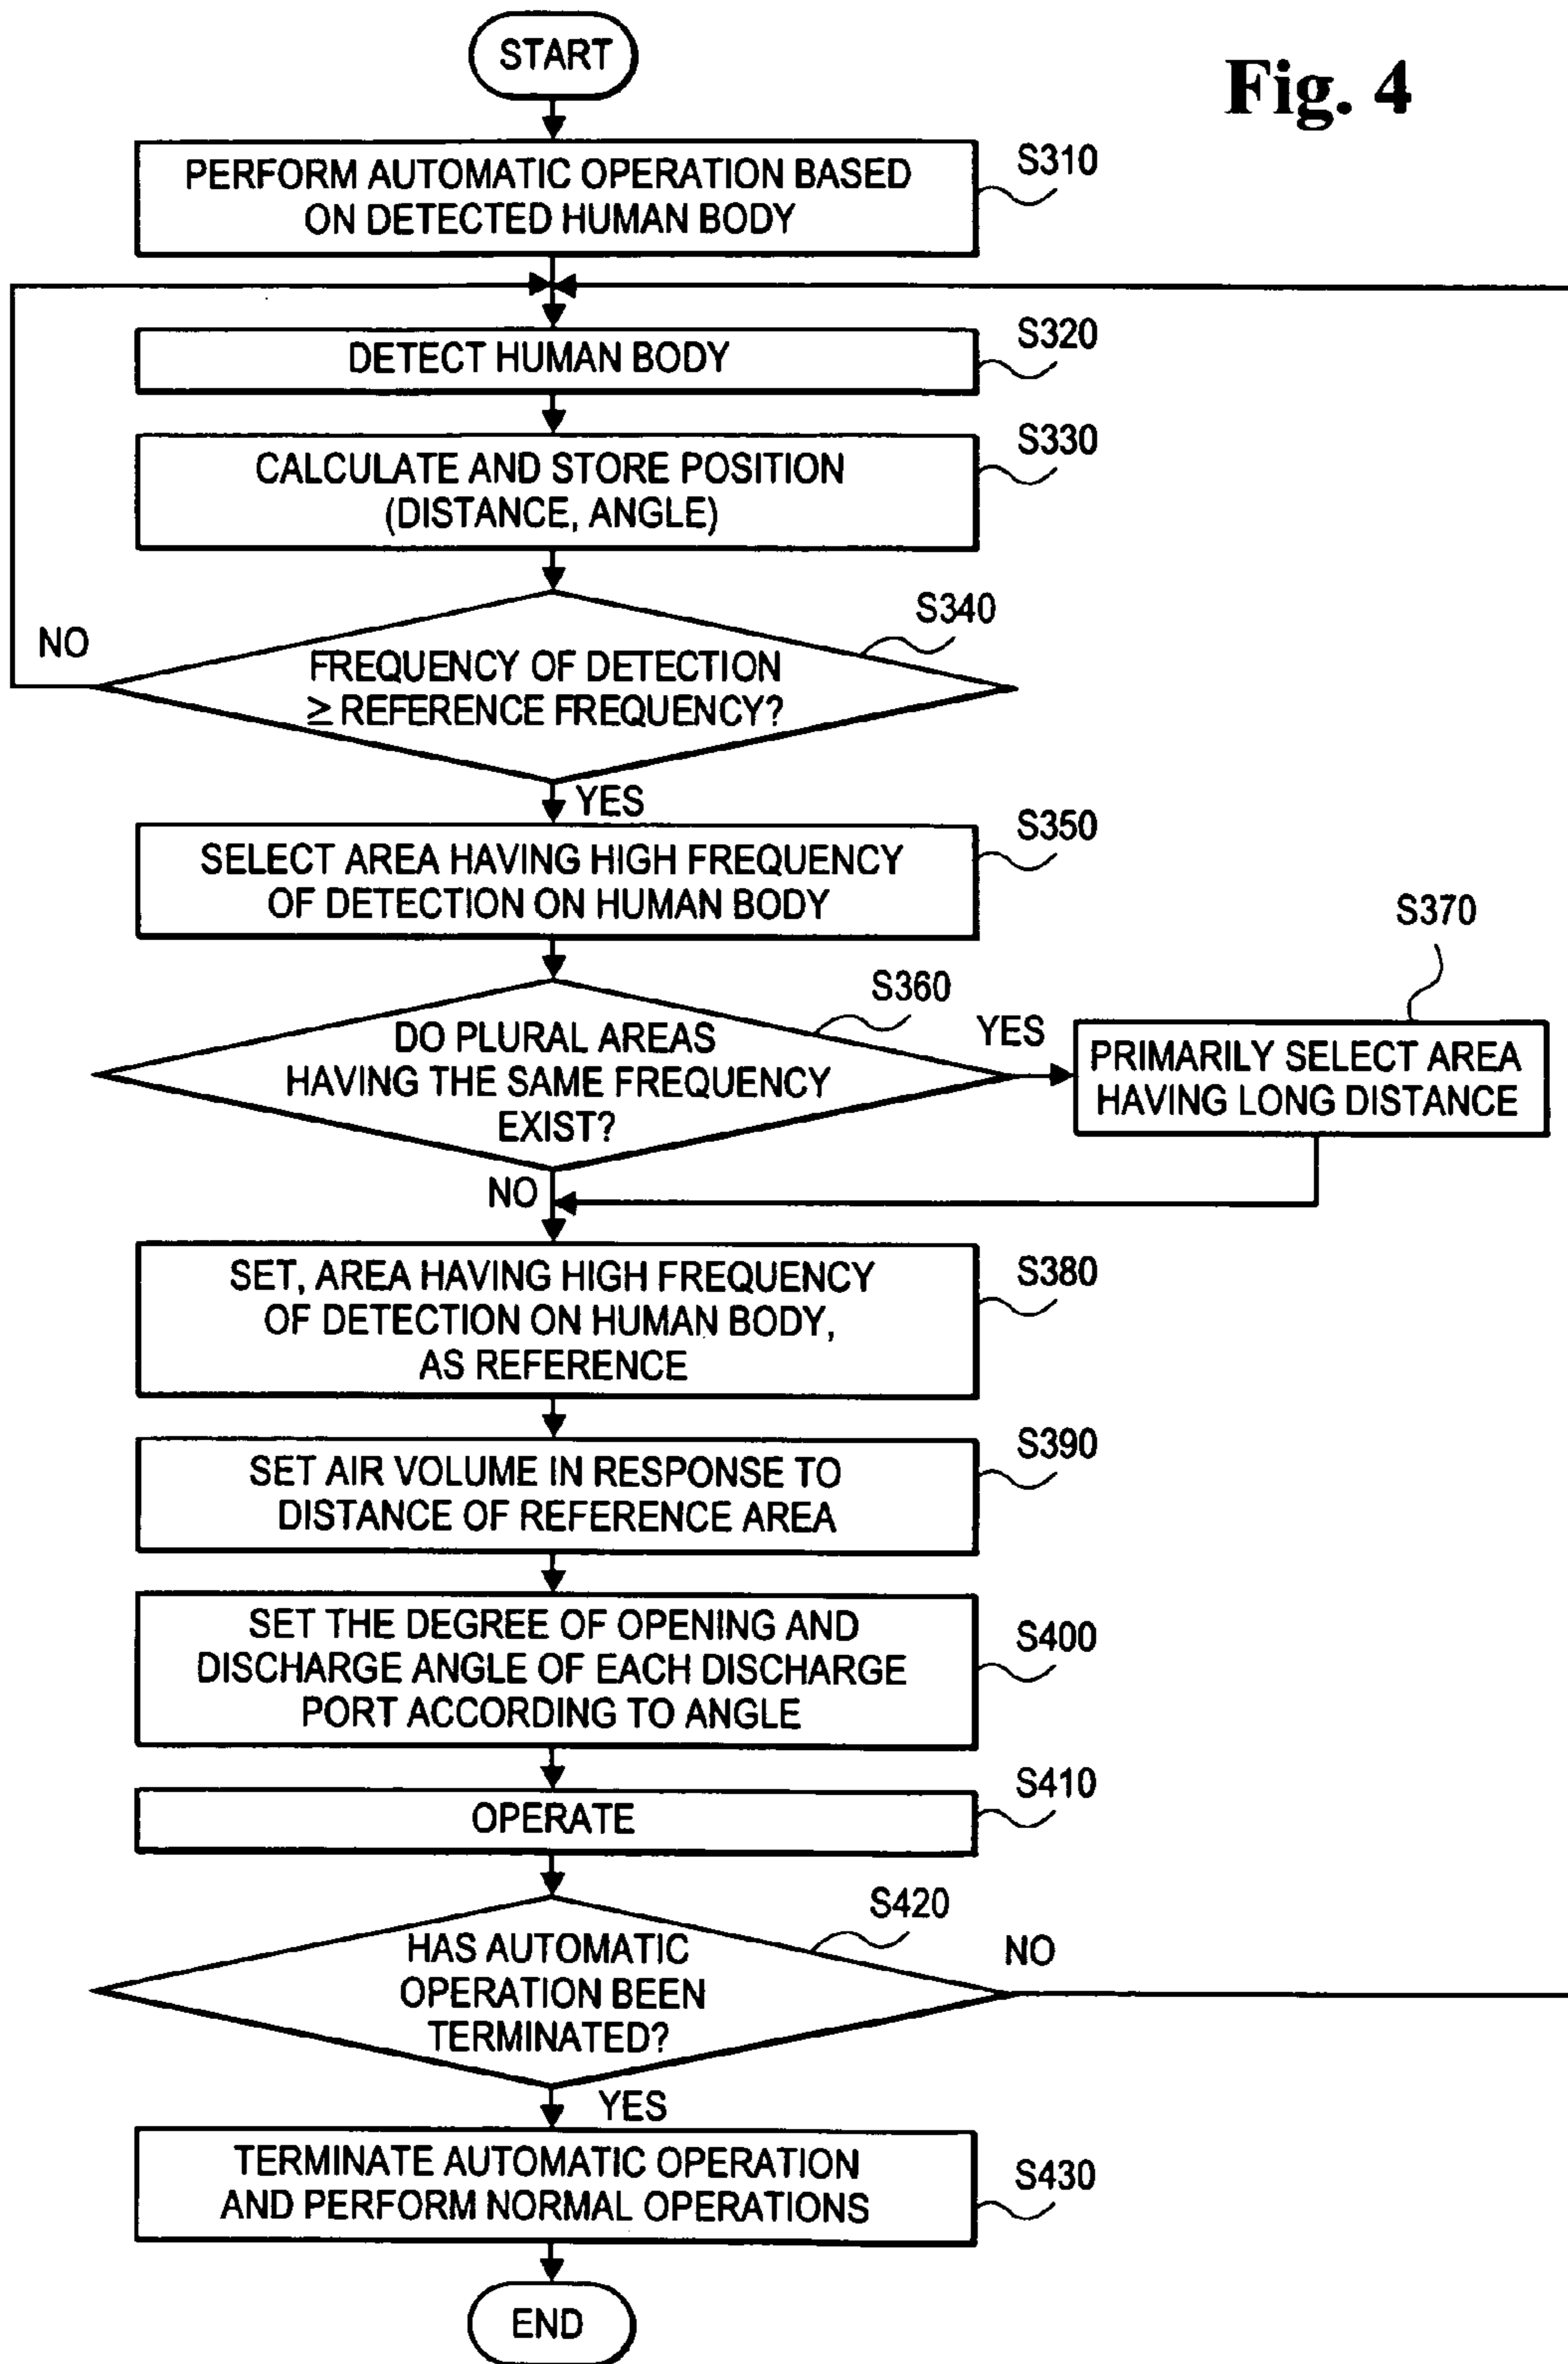 START
Fig. 4
PERFORM AUTOMATIC OPERATION BASED
ON DETECTED HUMAN BODY
S310
DETECT HUMAN BODY
S320
CALCULATE AND STORE POSITION
(DISTANCE, ANGLE)
S330
S340
NO
FREQUENCY OF DETECTION
≥ REFERENCE FREQUENCY?
YES
SELECT AREA HAVING HIGH FREQUENCY
OF DETECTION ON HUMAN BODY
S350
S360
DO PLURAL AREAS
HAVING THE SAME FREQUENCY
EXIST?
YES
S370
PRIMARILY SELECT AREA
HAVING LONG DISTANCE
NO
SET, AREA HAVING HIGH FREQUENCY
OF DETECTION ON HUMAN BODY,
AS REFERENCE
S380
SET AIR VOLUME IN RESPONSE TO
DISTANCE OF REFERENCE AREA
S390
SET THE DEGREE OF OPENING AND
DISCHARGE ANGLE OF EACH DISCHARGE
PORT ACCORDING TO ANGLE
S400
OPERATE
S410
S420
HAS AUTOMATIC
OPERATION BEEN
TERMINATED?
NO
YES
TERMINATE AUTOMATIC OPERATION
AND PERFORM NORMAL OPERATIONS
S430
END